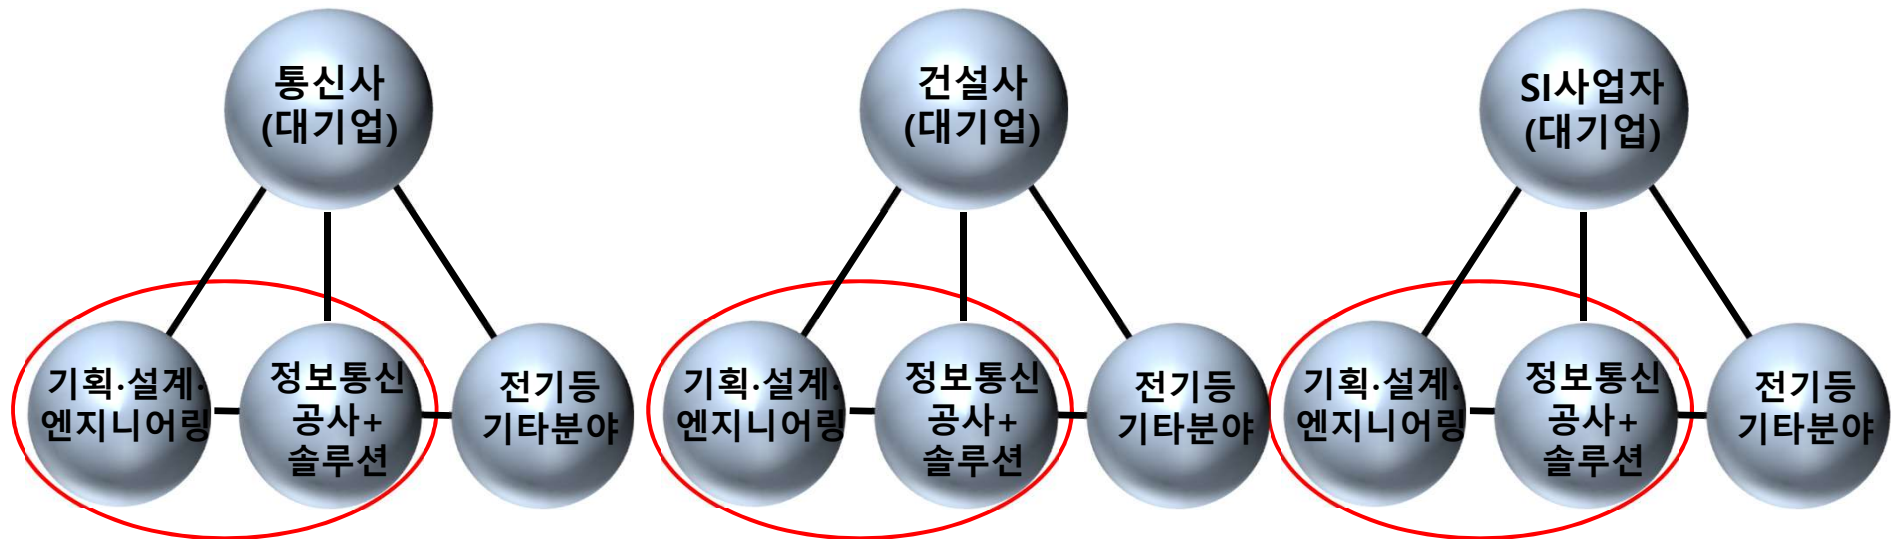 통신사
(대기업)
건설사
(대기업)
SI사업자
(대기업)
기획·설계·
엔지니어링
정보통신
공사+
솔루션
전기등
기타분야
기획·설계·
엔지니어링
정보통신
공사+
솔루션
전기등
기타분야
기획·설계·
엔지니어링
정보통신
공사+
솔루션
전기등
기타분야